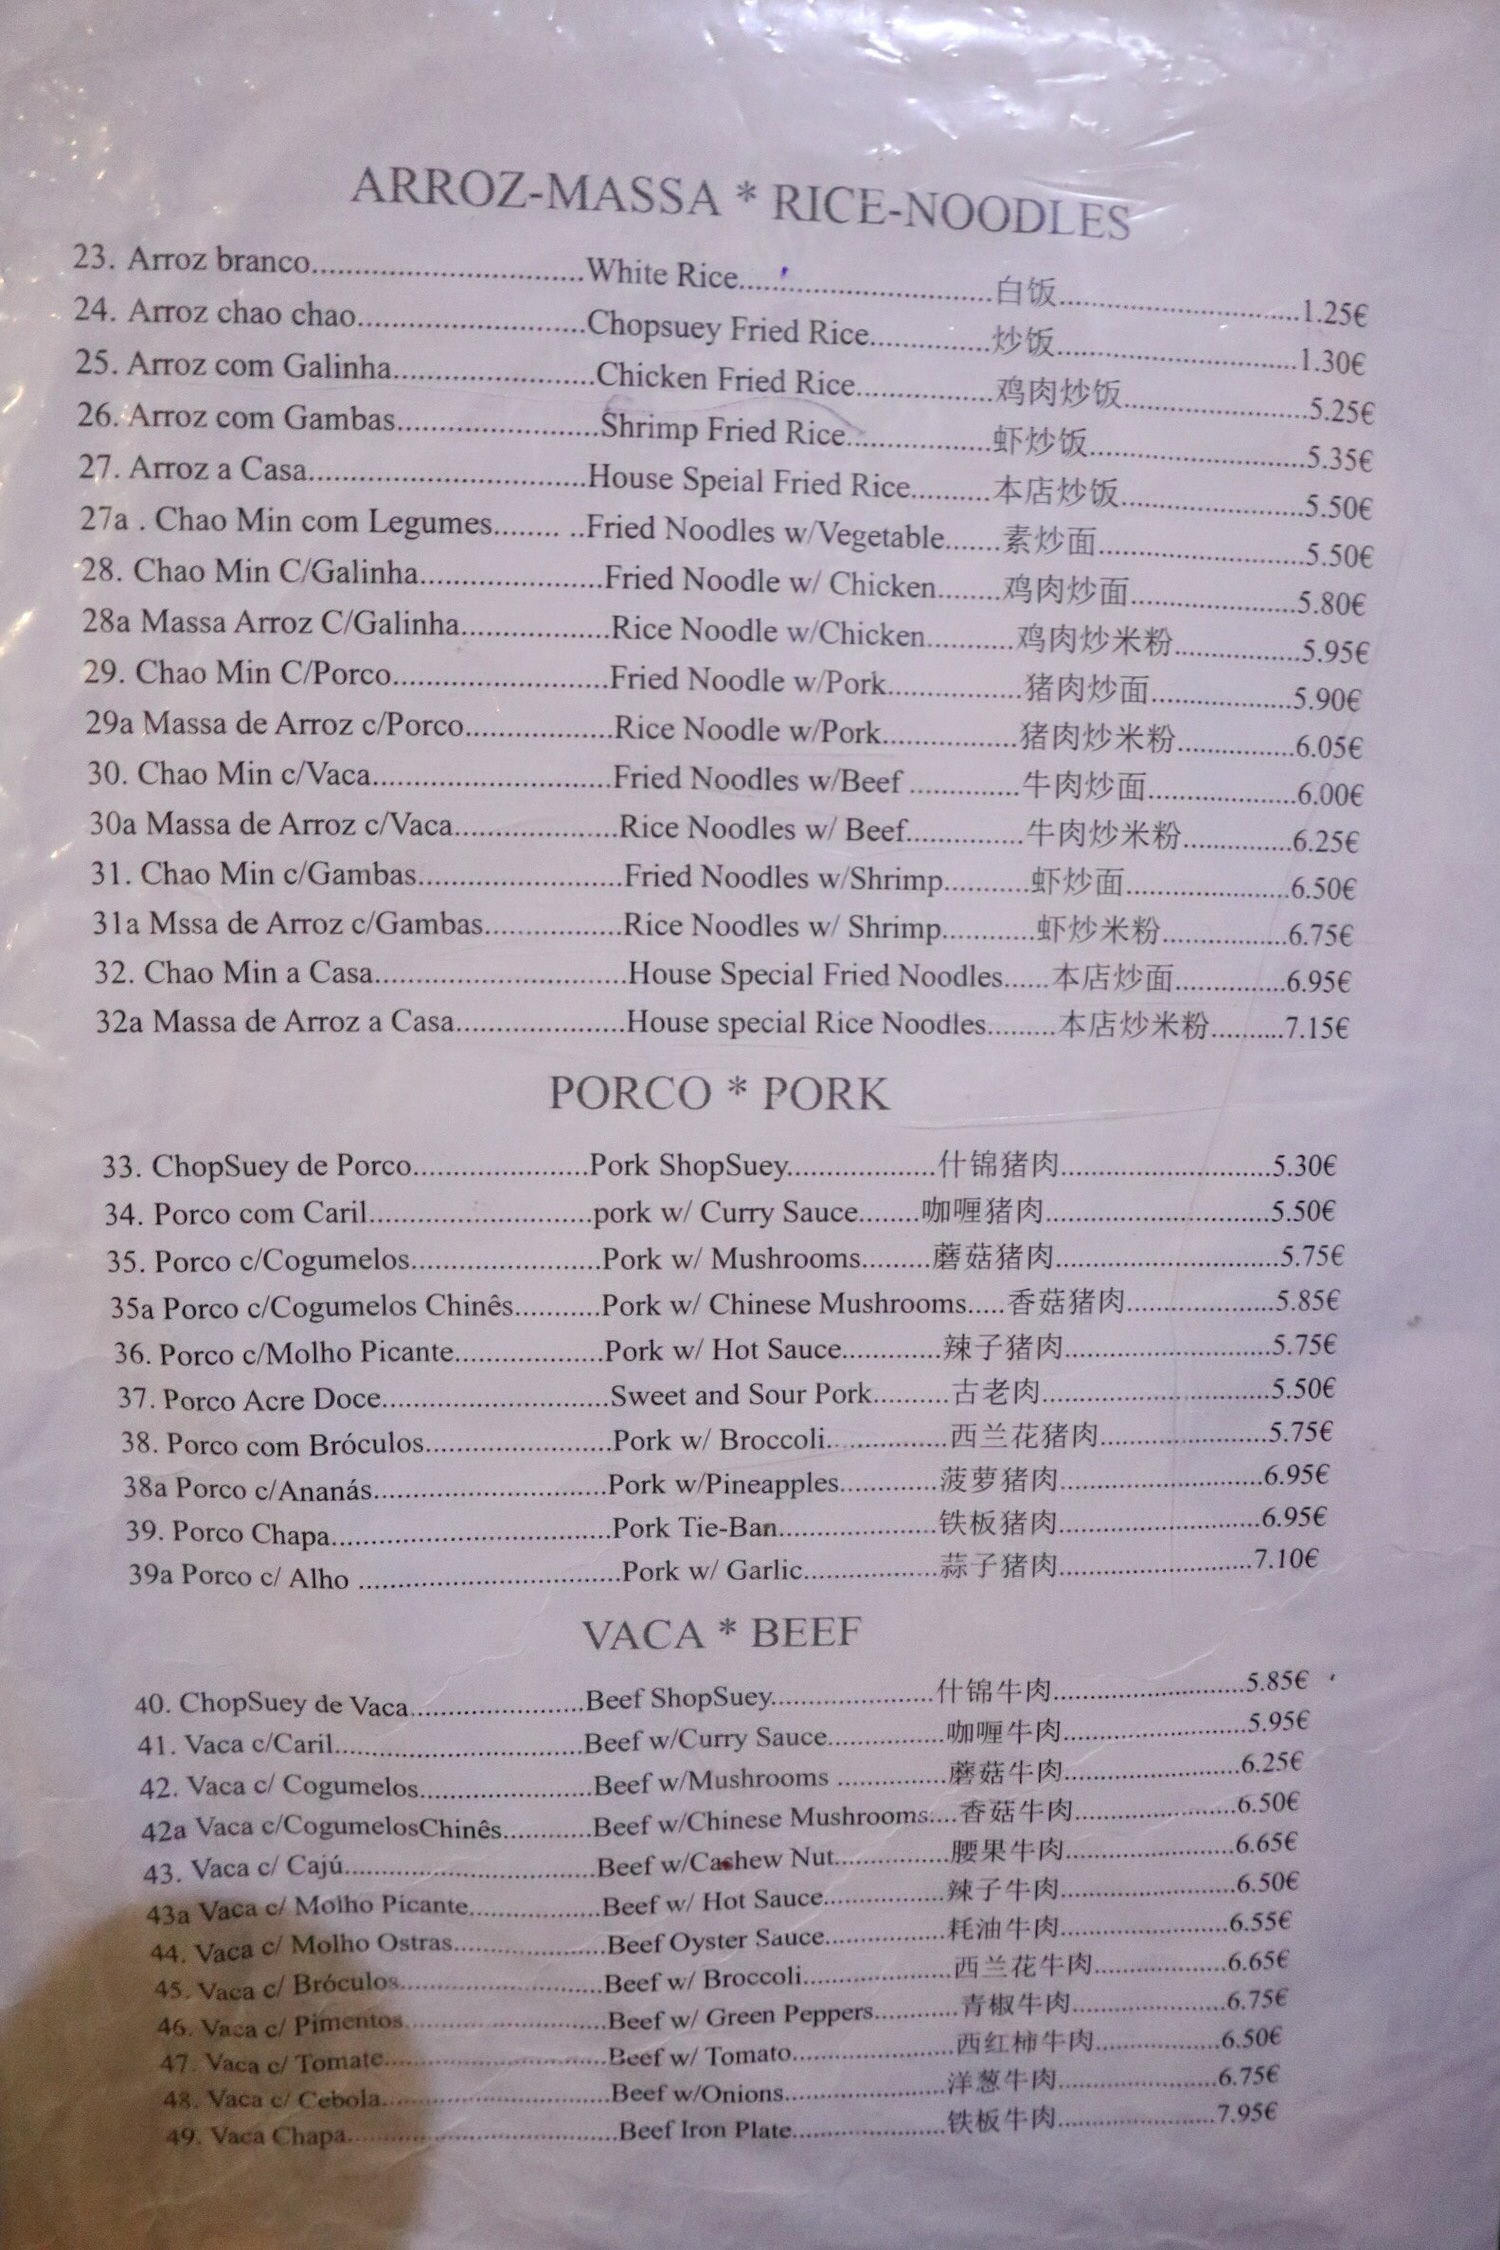 ARROZ-MASSA * RICE-NOODLES
23. Arroz branco..............................White Rice..............................白饭..........................1.25€
24. Arroz chao chao..........................Chopsuey Fried Rice..............炒饭..........................1.30€
25. Arroz com Galinha.......................Chicken Fried Rice...............鸡肉炒饭....................5.25€
26. Arroz com Gambas.......................Shrimp Fried Rice.................虾炒饭.......................5.35€
27. Arroz a Casa...............................House Speial Fried Rice..........本店炒饭....................5.50€
27a . Chao Min com Legumes........ ..Fried Noodles w/Vegetable.......素炒面.......................5.50€
28. Chao Min C/Galinha.....................Fried Noodle w/ Chicken........鸡肉炒面....................5.80€
28a Massa Arroz C/Galinha.................Rice Noodle w/Chicken...........鸡肉炒米粉................5.95€
29. Chao Min C/Porco.........................Fried Noodle w/Pork...............猪肉炒面..................5.90€
29a Massa de Arroz c/Porco.................Rice Noodle w/Pork................猪肉炒米粉...............6.05€
30. Chao Min c/Vaca...........................Fried Noodles w/Beef .............牛肉炒面..................6.00€
30a Massa de Arroz c/Vaca...................Rice Noodles w/ Beef..............牛肉炒米粉..............6.25€
31. Chao Min c/Gambas.......................Fried Noodles w/Shrimp..........虾炒面.....................6.50€
31a Mssa de Arroz c/Gambas................Rice Noodles w/ Shrimp...........虾炒米粉................6.75€
32. Chao Min a Casa.............................House Special Fried Noodles......本店炒面..............6.95€
32a Massa de Arroz a Casa....................House special Rice Noodles.........本店炒米粉..........7.15€
PORCO * PORK
33. ChopSuey de Porco......................Pork ShopSuey..................什锦猪肉...........................5.30€
34. Porco com Caril............................pork w/ Curry Sauce........咖喱猪肉............................5.50€
35. Porco c/Cogumelos........................Pork w/ Mushrooms.........蘑菇猪肉............................5.75€
35a Porco c/Cogumelos Chinês...........Pork w/ Chinese Mushrooms.....香菇猪肉...................5.85€
36. Porco c/Molho Picante...................Pork w/ Hot Sauce.............辣子猪肉..........................5.75€
37. Porco Acre Doce.............................Sweet and Sour Pork..........古老肉.............................5.50€
38. Porco com Bróculos.......................Pork w/ Broccoli...............西兰花猪肉.....................5.75€
38a Porco c/Ananás..............................Pork w/Pineapples.............菠萝猪肉..........................6.95€
39. Porco Chapa...................................Pork Tie-Ban....................铁板猪肉..........................6.95€
39a Porco c/ Alho .................................Pork w/ Garlic.................蒜子猪肉.........................7.10€
VACA * BEEF
40. ChopSuey de Vaca......................Beef ShopSuey.....................什锦牛肉.........................5.85€
41. Vaca c/Caril................................Beef w/Curry Sauce..............咖喱牛肉.......................5.95€
42. Vaca c/ Cogumelos......................Beef w/Mushrooms ..............蘑菇牛肉.......................6.25€
42a Vaca c/CogumelosChinês...........Beef w/Chinese Mushrooms....香菇牛肉.....................6.50€
43. Vaca c/ Cajú................................Beef w/Cashew Nut...............腰果牛肉......................6.65€
43a Vaca c/ Molho Picante.................Beef w/ Hot Sauce................辣子牛肉.......................6.50€
44. Vaca c/ Molho Ostras...................Beef Oyster Sauce................耗油牛肉.......................6.55€
45. Vaca c/ Bróculos..........................Beef w/ Broccoli...................西兰花牛肉.................6.65€
46. Vaca c/ Pimentos.........................Beef w/ Green Peppers...........青椒牛肉....................6.75€
47. Vaca c/ Tomate............................Beef w/ Tomato....................西红柿牛肉.................6.50€
48. Vaca c/ Cebola.............................Beef w/Onions.....................洋葱牛肉.....................6.75€
49. Vaca Chapa..................................Beef Iron Plate....................铁板牛肉.....................7.95€